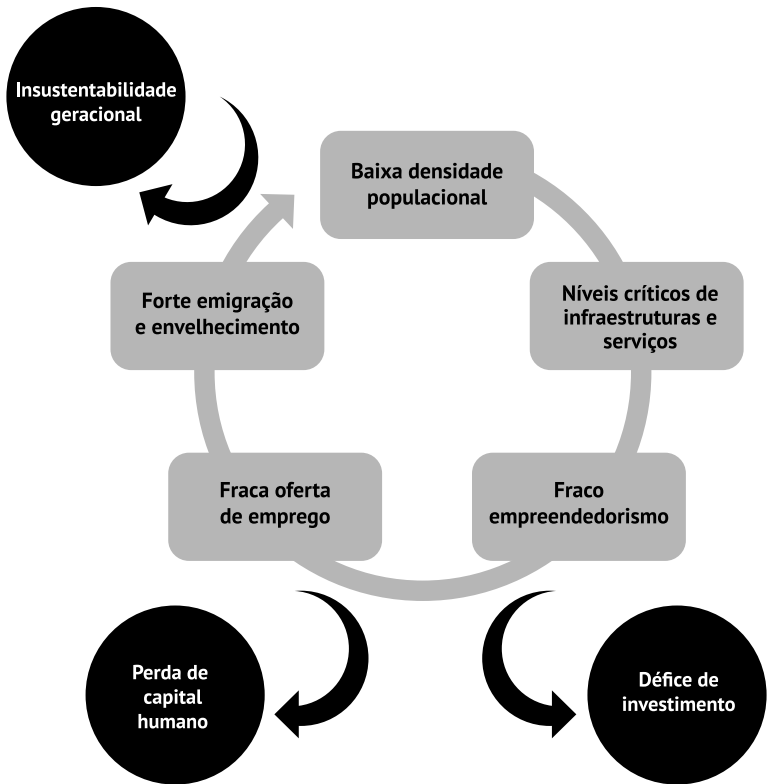 Insustentabilidade
geracional
Baixa densidade
populacional
Forte emigração
e envelhecimento
Níveis críticos de
infraestruturas e
serviços
Fraca oferta
de emprego
Fraco
empreendedorismo
Perda de
capital
humano
Défice de
investimento